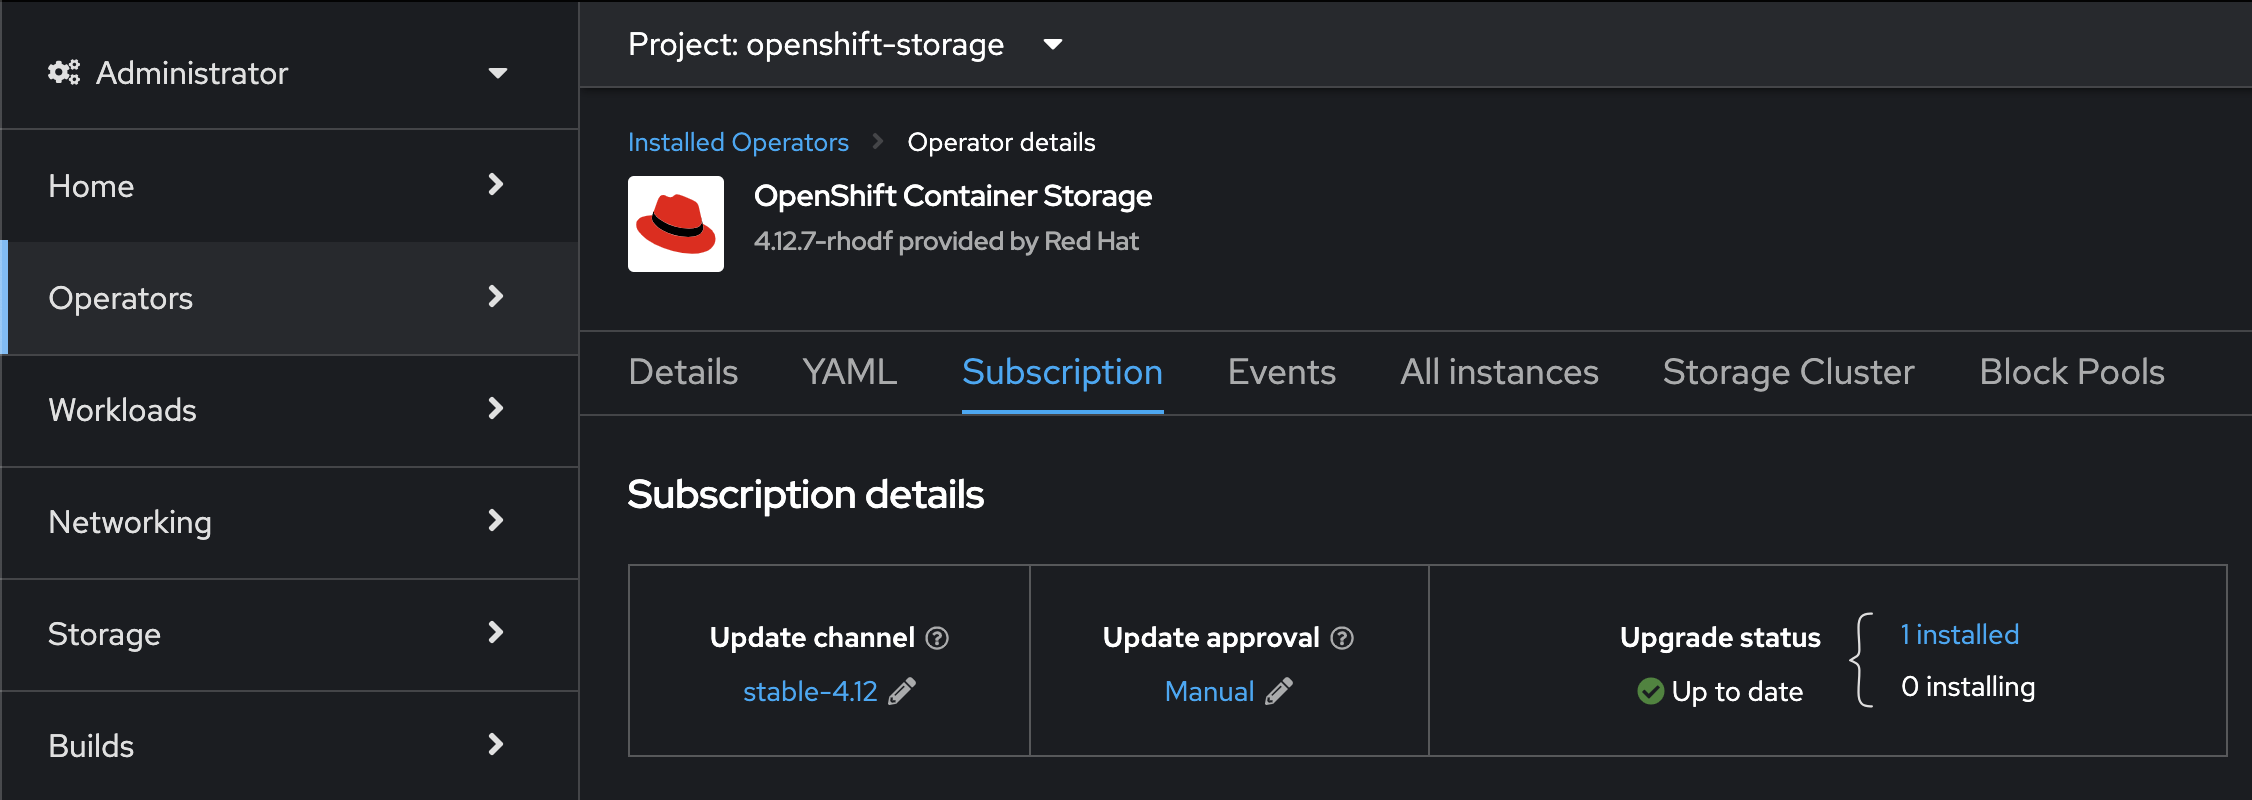 Administrator
Home
Operators
Workloads
Networking
Storage
Builds
Project: openshift-storage
Installed Operators
Operator details
OpenShift Container Storage
4.12.7-rhodf provided by Red Hat
Details
YAML
Subscription
Events
All instances
Storage Cluster
Block Pools
Subscription details
Update channel
stable-4.12
Update approval
Manual
Upgrade status
Up to date
1 installed
0 installing